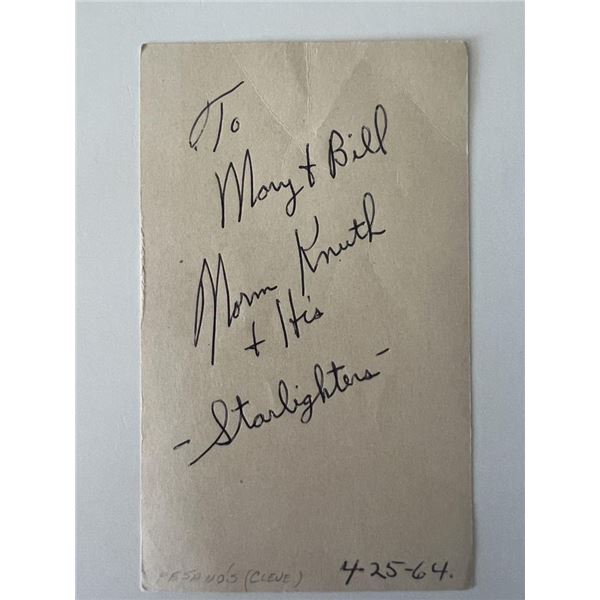 To
Mary & Bill
Norm Knuth
& His
- Starlighters -
(CLEVE) 4-25-64.